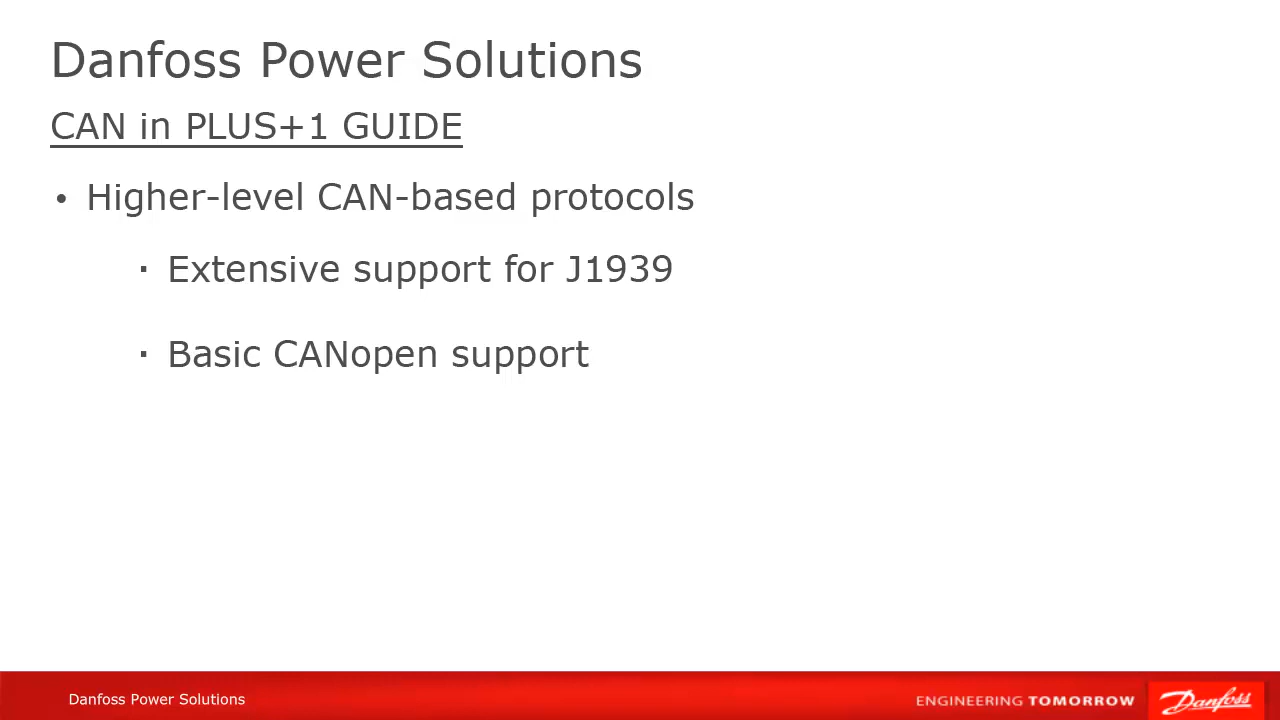 Danfoss Power Solutions
CAN in PLUS+1 GUIDE
• Higher-level CAN-based protocols
▪ Extensive support for J1939
▪ Basic CANopen support
Danfoss Power Solutions
ENGINEERING TOMORROW
Danfoss